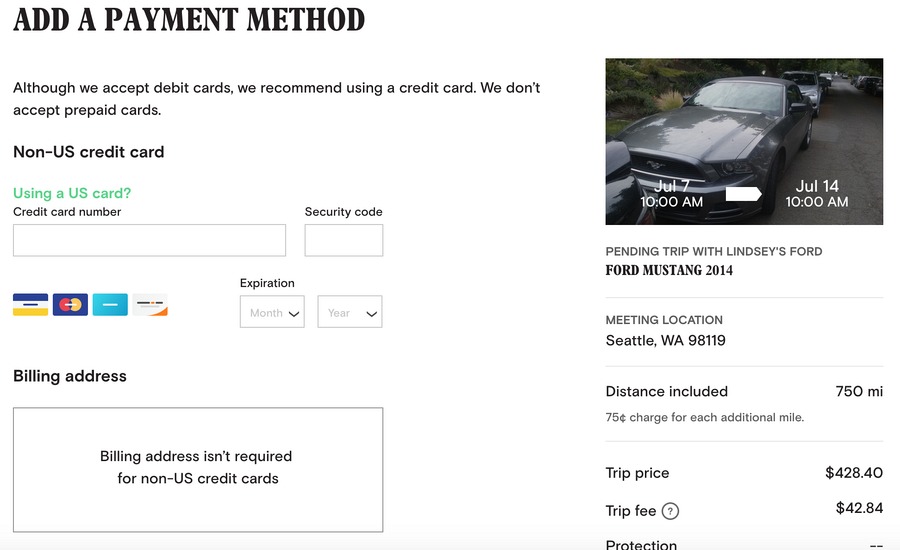 ADD A PAYMENT METHOD
Although we accept debit cards, we recommend using a credit card. We don't
accept prepaid cards.
Non-US credit card
Using a US card?
Credit card number
Security code
Expiration
Month
Year
Billing address
Billing address isn't required
for non-US credit cards
Jul 7
10:00 AM
Jul 14
10:00 AM
PENDING TRIP WITH LINDSEY'S FORD
FORD MUSTANG 2014
MEETING LOCATION
Seattle, WA 98119
Distance included 750 mi
75¢ charge for each additional mile.
Trip price $428.40
Trip fee ? $42.84
Protection --